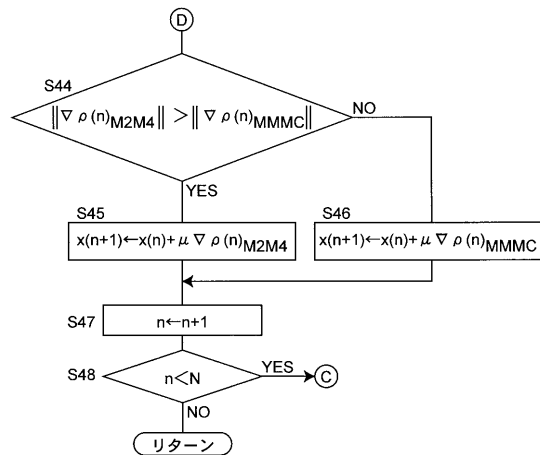 D
S44
‖∇ρ(n)M2M4‖ >‖∇ρ(n)MMMC‖
NO
YES
S45
x(n+1)←x(n)+μ∇ρ(n)M2M4
S46
x(n+1)←x(n)+μ∇ρ(n)MMMC
S47
n←n+1
S48
n<N
YES
C
NO
リターン